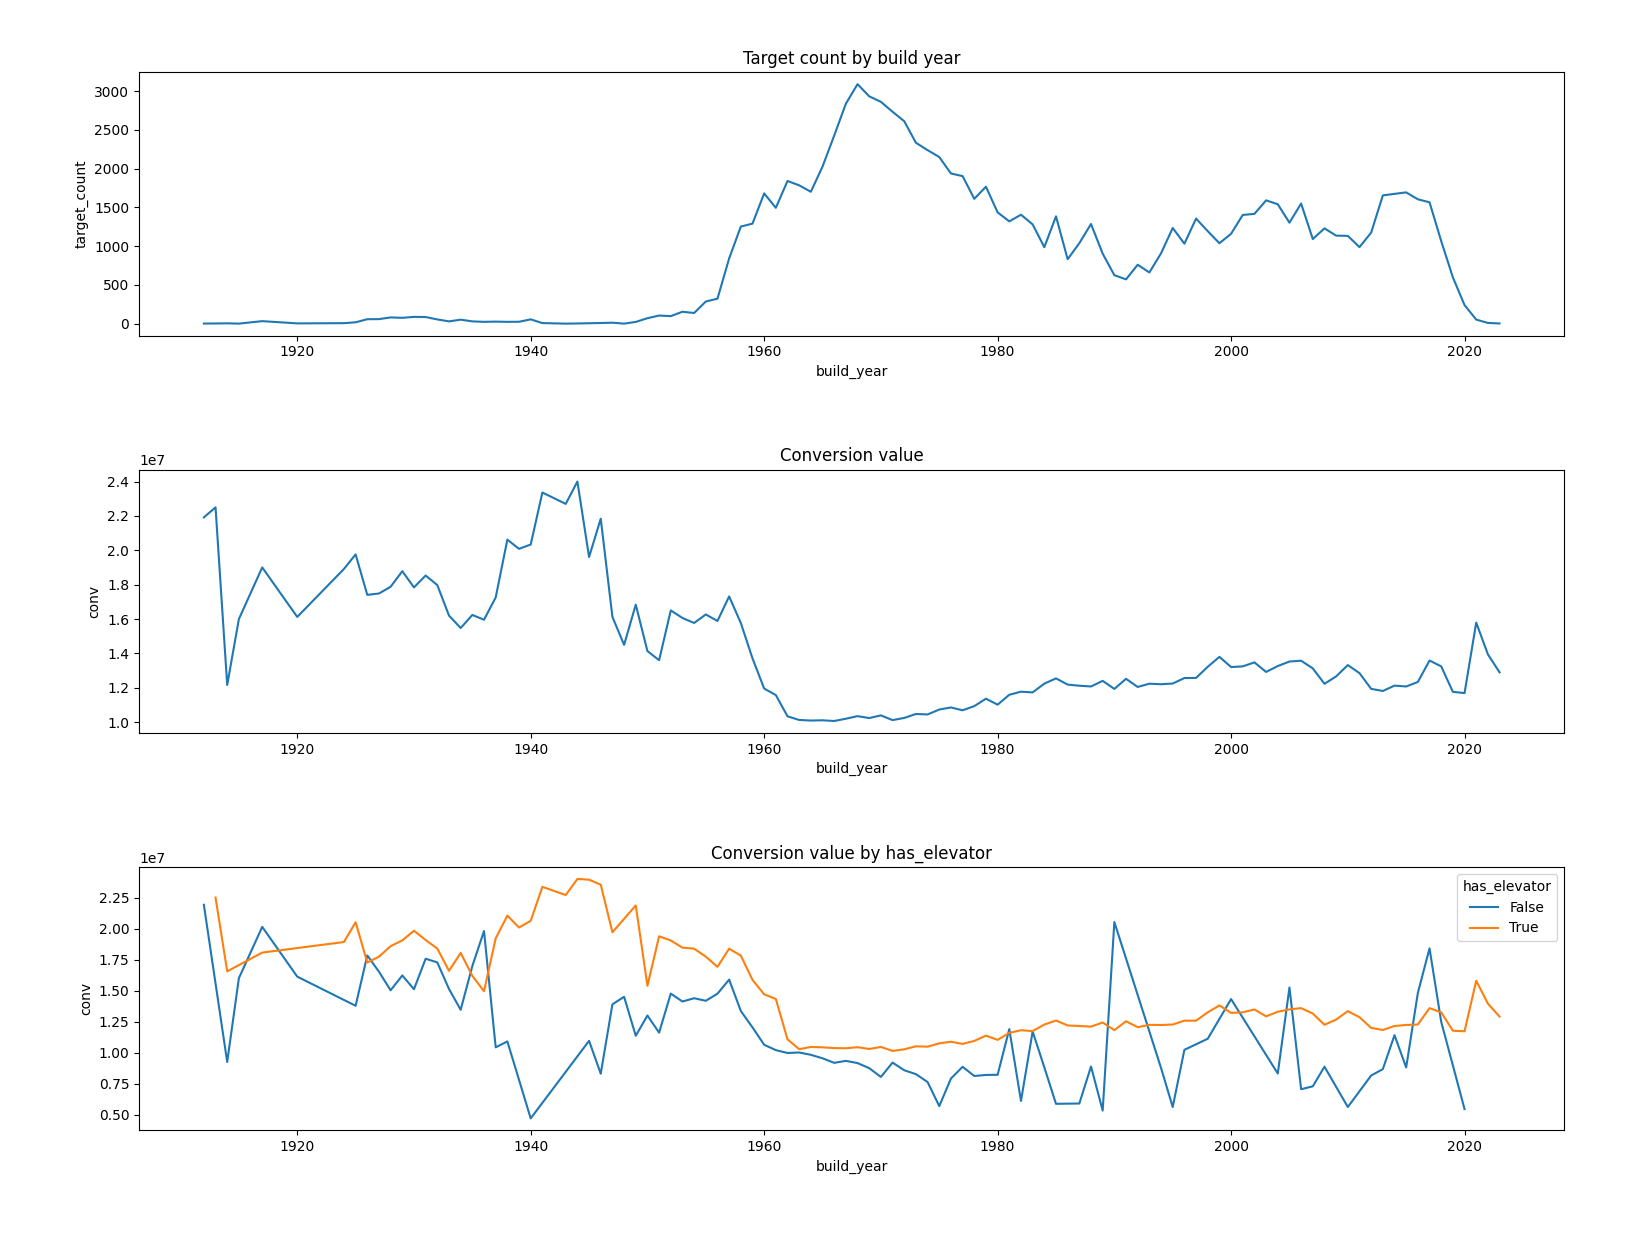 Target count by build year
3000
2500
2000
1500
1000
500
0
target_count
1920 1940 1960 1980 2000 2020
build_year
Conversion value
1e7
2.4
2.2
2.0
1.8
1.6
1.4
1.2
1.0
conv
1920 1940 1960 1980 2000 2020
build_year
Conversion value by has_elevator
1e7
2.25
2.00
1.75
1.50
1.25
1.00
0.75
0.50
conv
has_elevator
False
True
1920 1940 1960 1980 2000 2020
build_year